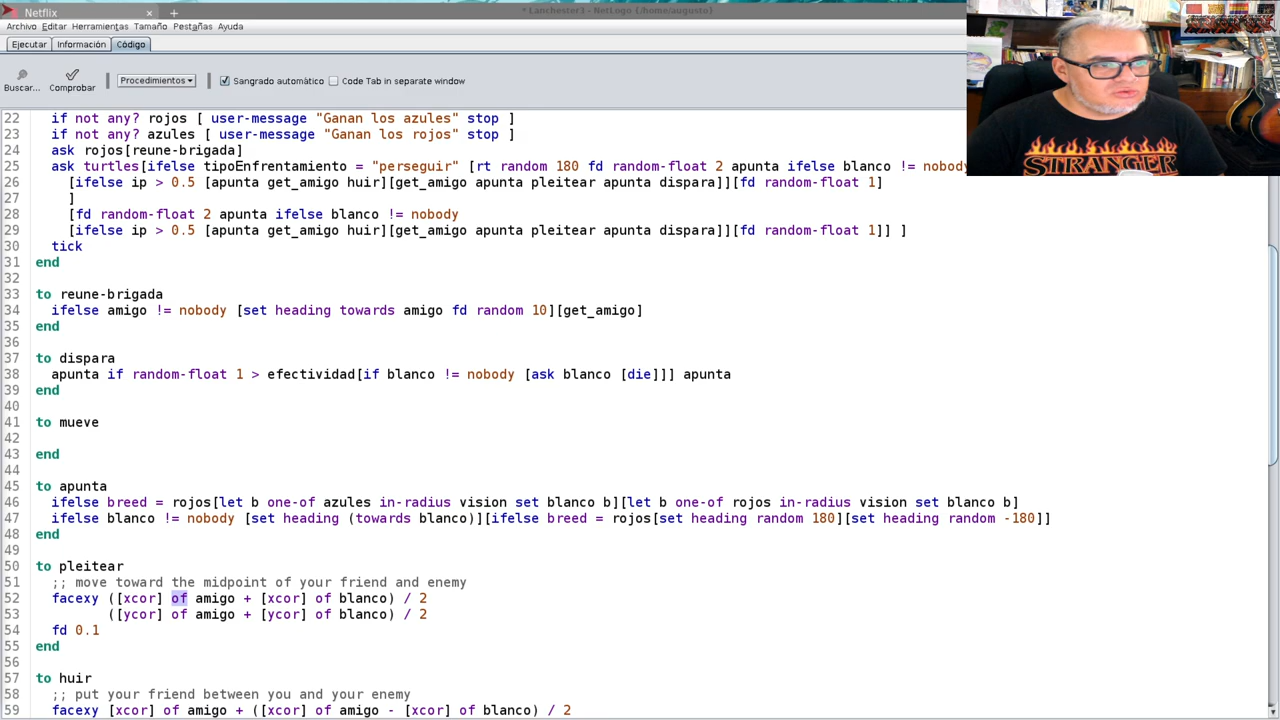 Netflix × +
* Lanchester3 - NetLogo {/home/augusto}
Archivo Editar Herramientas Tamaño Pestañas Ayuda
Ejecutar Información Código
Buscar... Comprobar Procedimientos Sangrado automático Code Tab in separate window
22 if not any? rojos [ user-message "Ganan los azules" stop ]
23 if not any? azules [ user-message "Ganan los rojos" stop ]
24 ask rojos[reune-brigada]
25 ask turtles[ifelse tipoEnfrentamiento = "perseguir" [rt random 180 fd random-float 2 apunta ifelse blanco != nobody
26 [ifelse ip > 0.5 [apunta get_amigo huir][get_amigo apunta pleitear apunta dispara]][fd random-float 1]
27 ]
28 [fd random-float 2 apunta ifelse blanco != nobody
29 [ifelse ip > 0.5 [apunta get_amigo huir][get_amigo apunta pleitear apunta dispara]][fd random-float 1]] ]
30 tick
31 end
32
33 to reune-brigada
34 ifelse amigo != nobody [set heading towards amigo fd random 10][get_amigo]
35 end
36
37 to dispara
38 apunta if random-float 1 > efectividad[if blanco != nobody [ask blanco [die]]] apunta
39 end
40
41 to mueve
42
43 end
44
45 to apunta
46 ifelse breed = rojos[let b one-of azules in-radius vision set blanco b][let b one-of rojos in-radius vision set blanco b]
47 ifelse blanco != nobody [set heading (towards blanco)][ifelse breed = rojos[set heading random 180][set heading random -180]]
48 end
49
50 to pleitear
51 ;; move toward the midpoint of your friend and enemy
52 facexy ([xcor] of amigo + [xcor] of blanco) / 2
53 ([ycor] of amigo + [ycor] of blanco) / 2
54 fd 0.1
55 end
56
57 to huir
58 ;; put your friend between you and your enemy
59 facexy [xcor] of amigo + ([xcor] of amigo - [xcor] of blanco) / 2
STRANGER